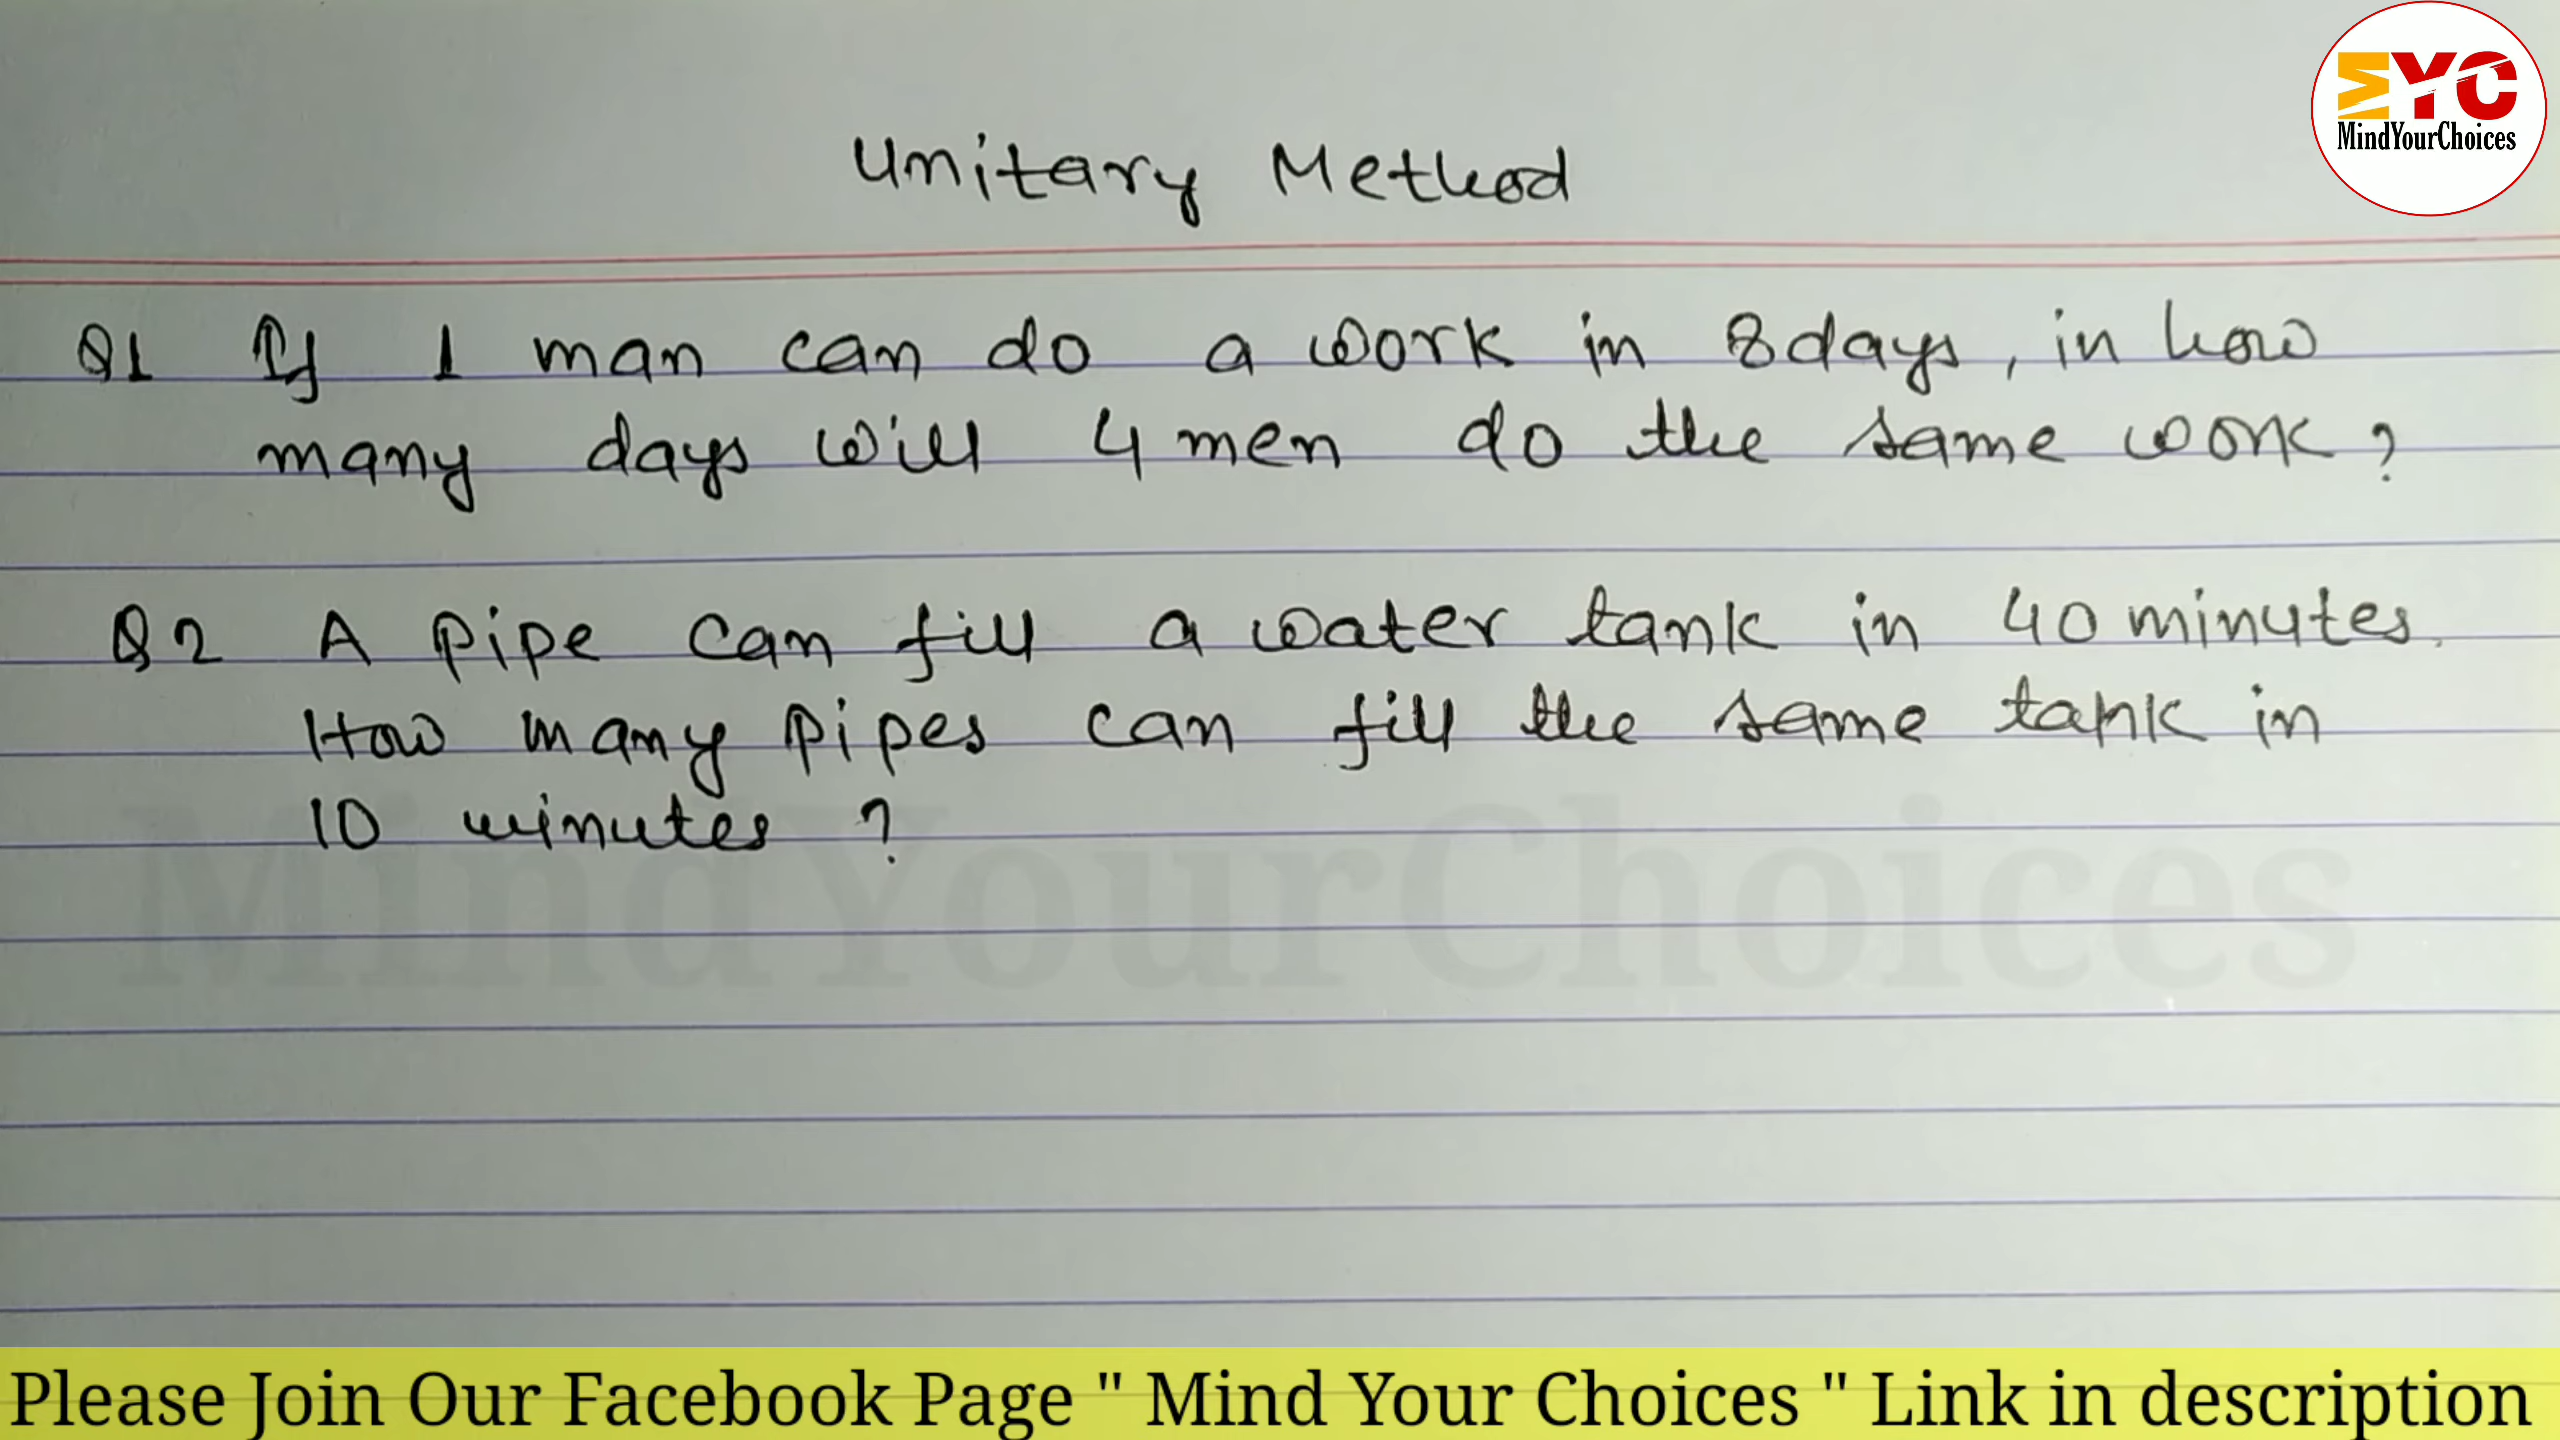 MYC
MindYourChoices
Unitary Method
Q1 If 1 man can do a work in 8 days, in how
many days will 4 men do the same work?
Q2 A pipe can fill a water tank in 40 minutes.
How many pipes can fill the same tank in
10 minutes ?
MindYourChoices
Please Join Our Facebook Page " Mind Your Choices " Link in description